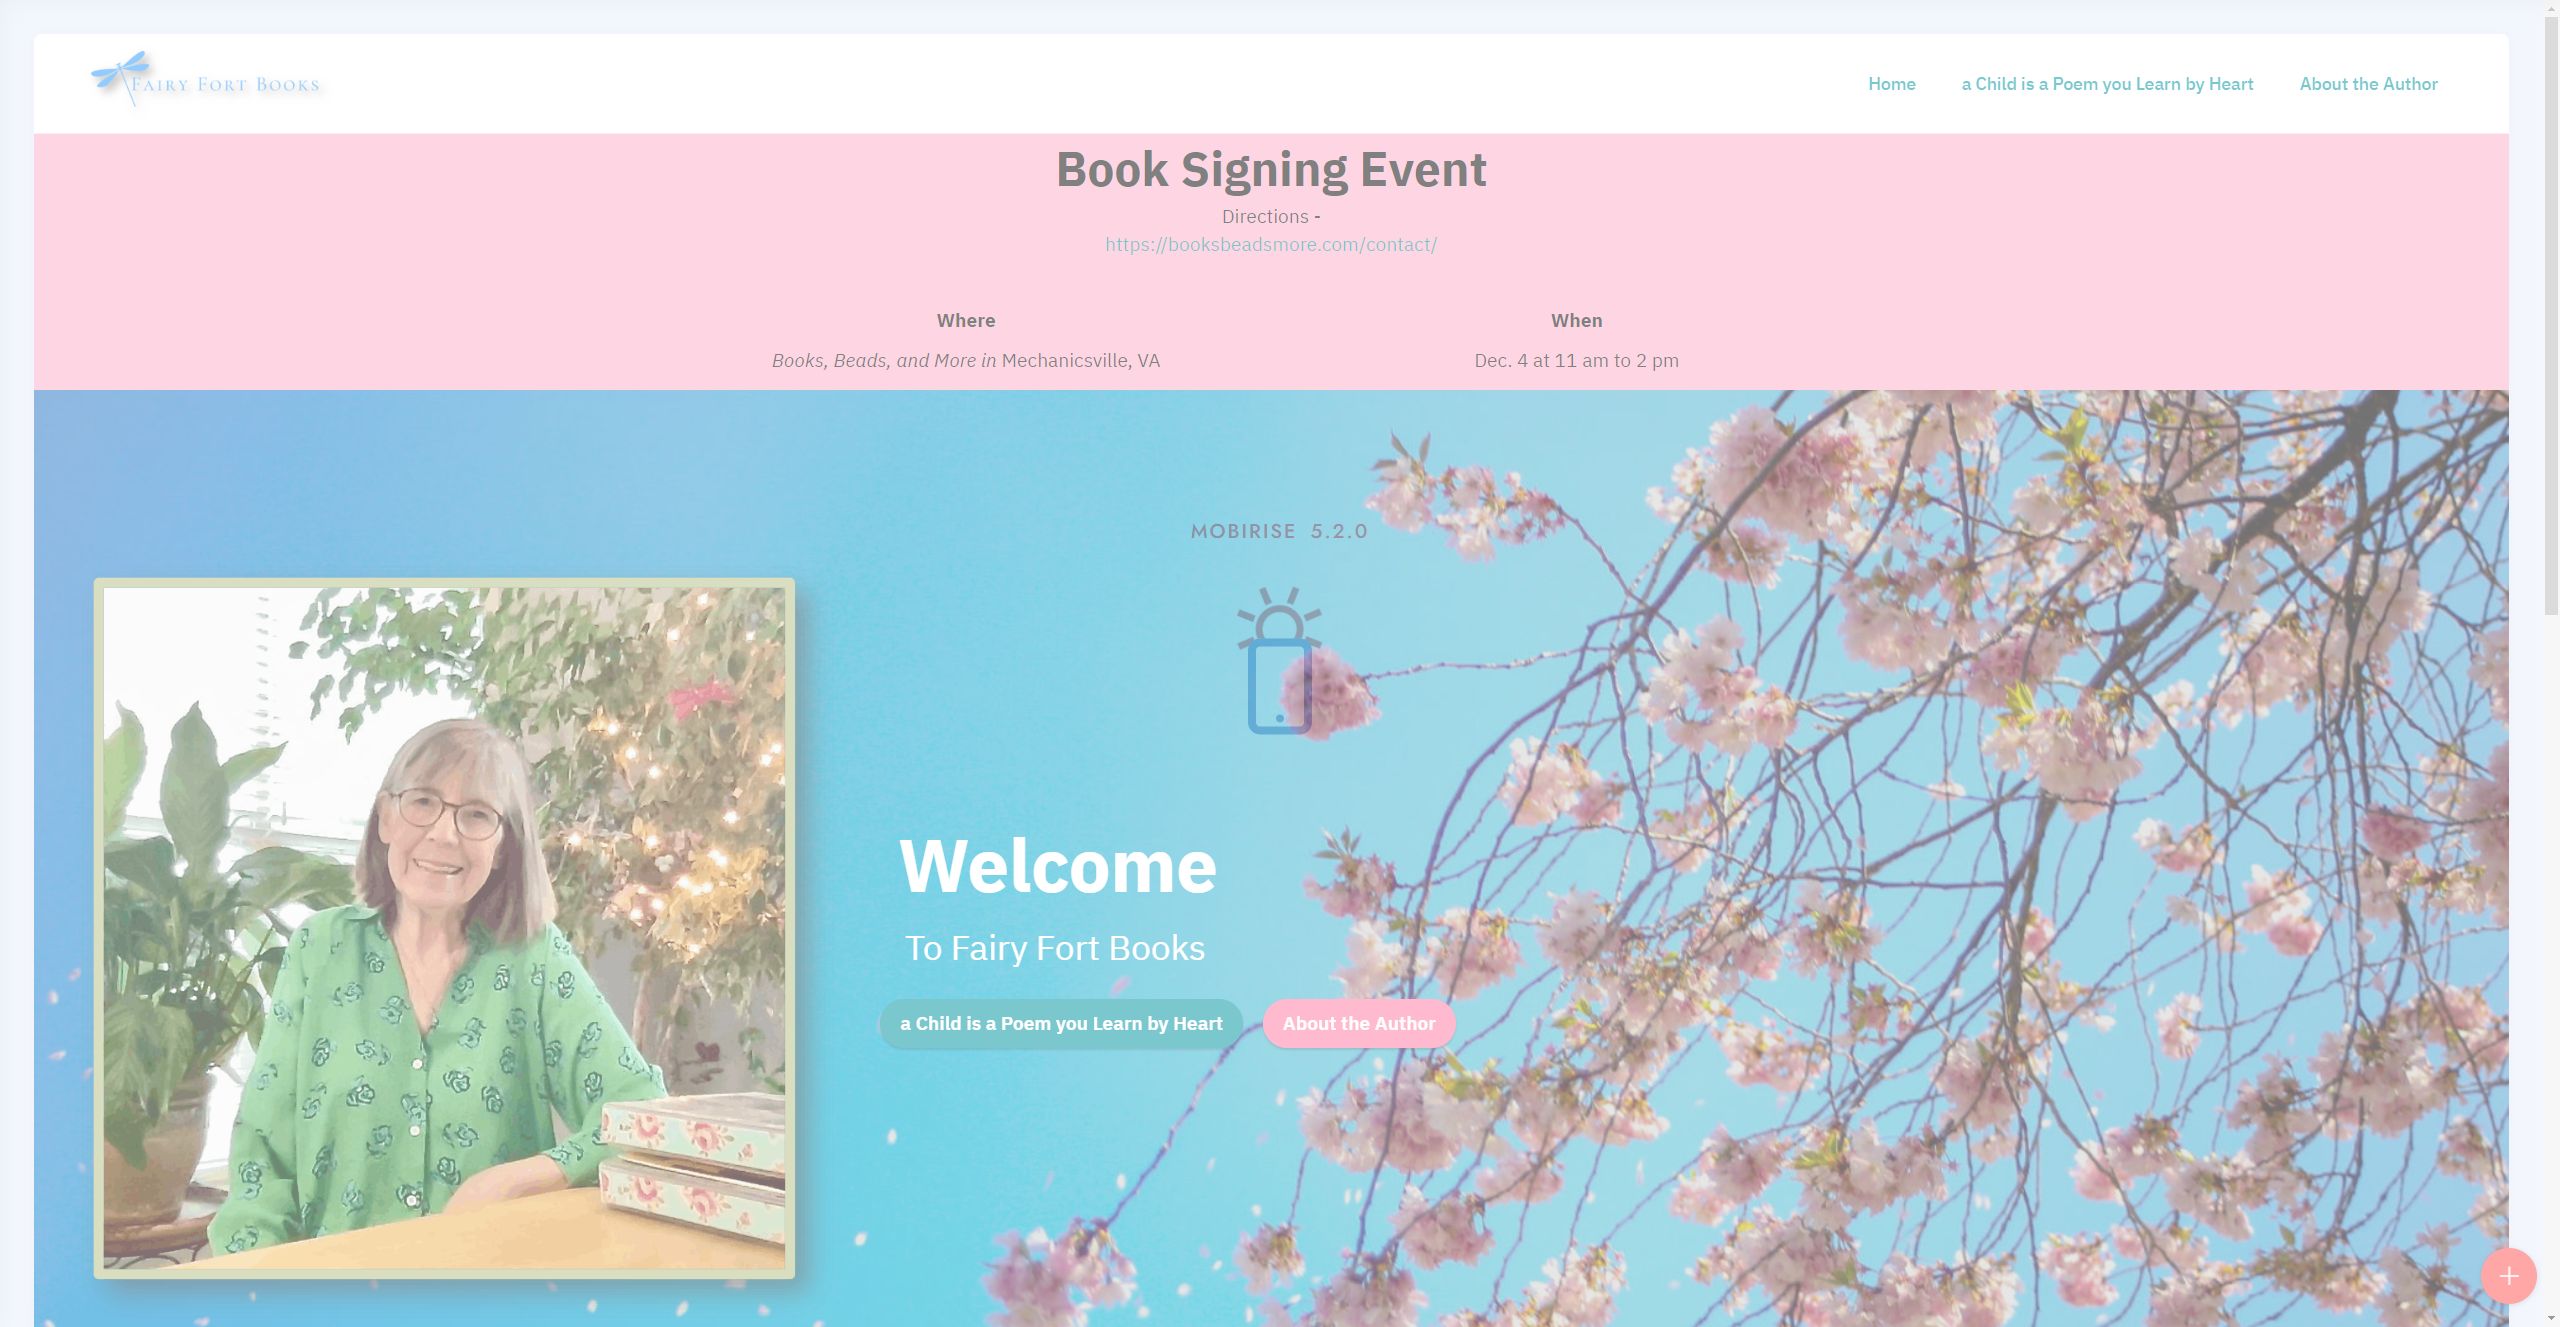 Fairy Fort Books
Home
a Child is a Poem you Learn by Heart
About the Author
Book Signing Event
Directions -
https://booksbeadsmore.com/contact/
Where
When
Books, Beads, and More in Mechanicsville, VA
Dec. 4 at 11 am to 2 pm
MOBIRISE 5.2.0
Welcome
To Fairy Fort Books
a Child is a Poem you Learn by Heart
About the Author